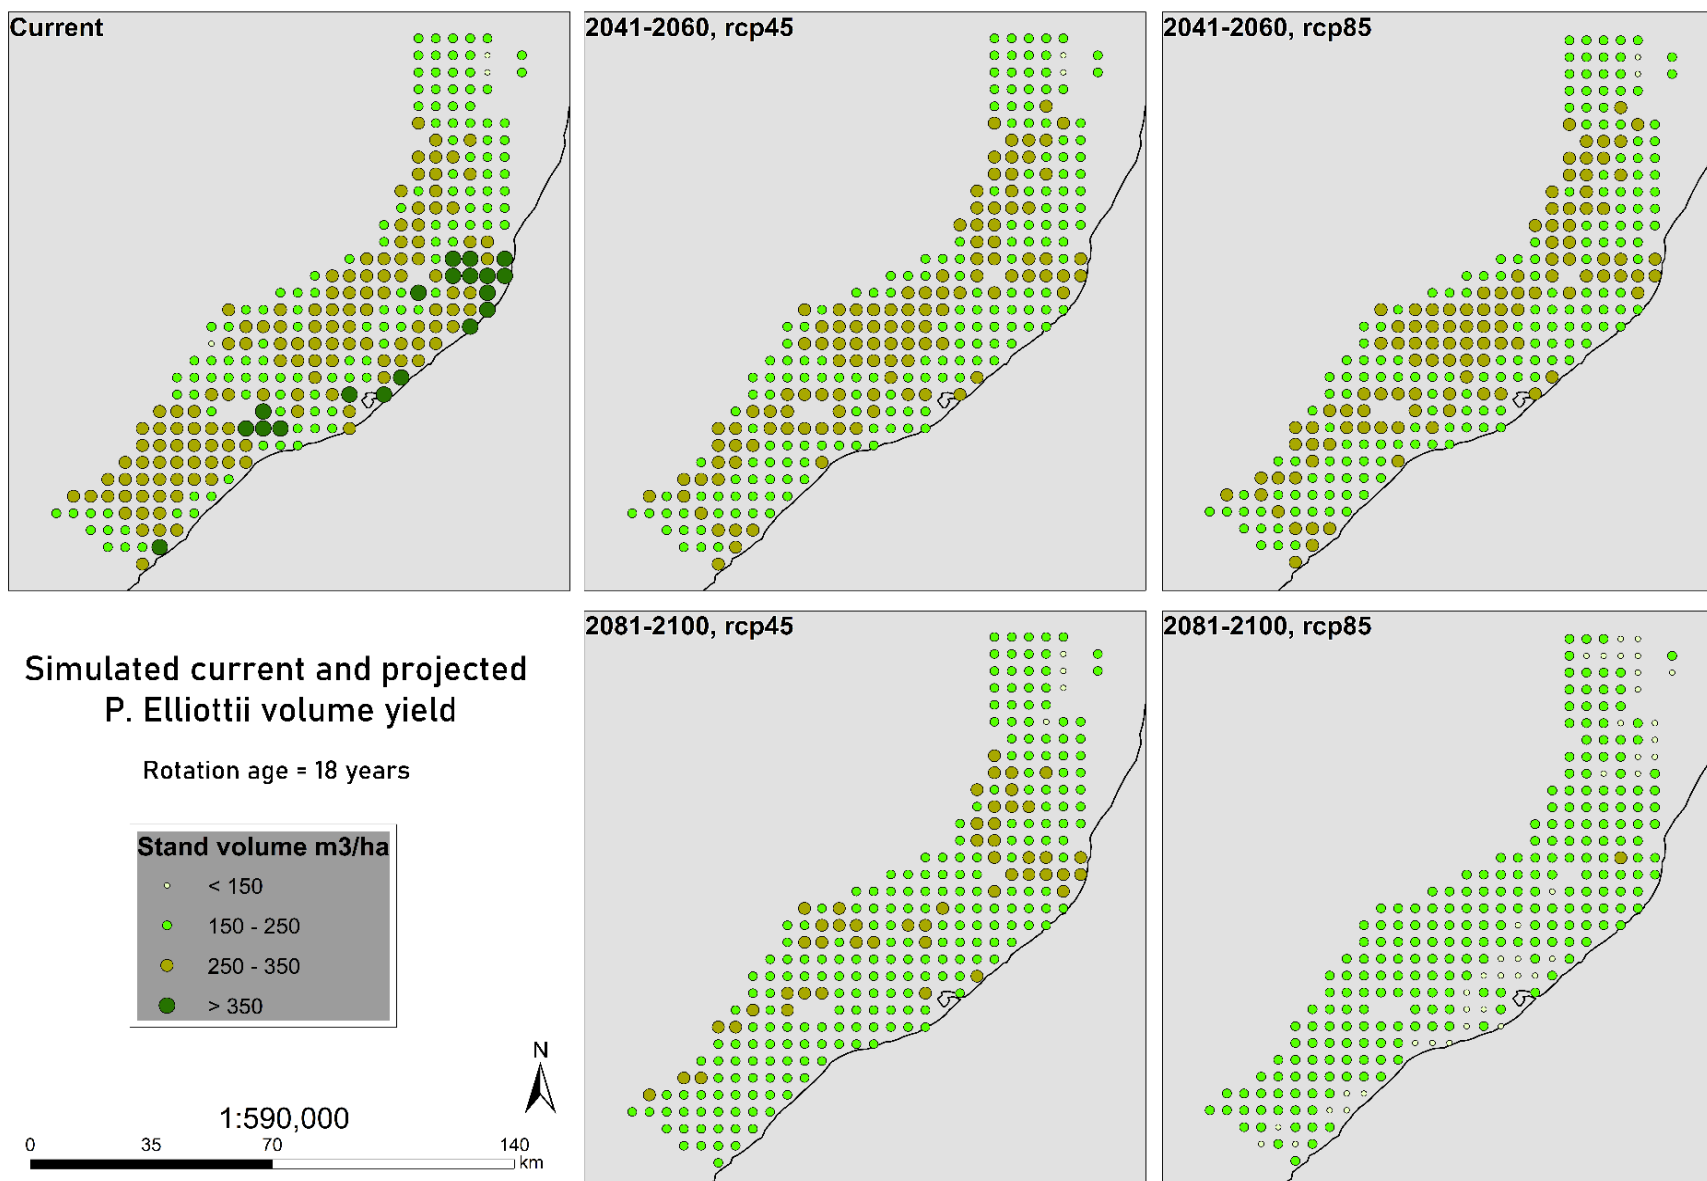 Current
2041-2060, rcp45
2041-2060, rcp85
2081-2100, rcp45
2081-2100, rcp85
Simulated current and projected
P. Elliottii volume yield
Rotation age = 18 years
Stand volume m3/ha
< 150
150 - 250
250 - 350
> 350
N
1:590,000
0 35 70 140
km